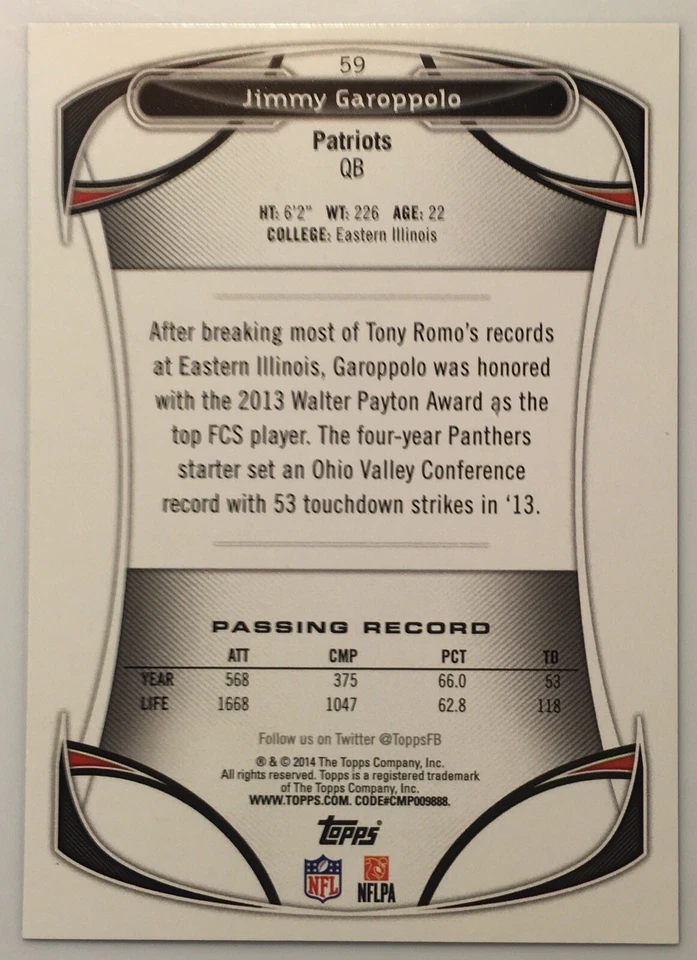 59
Jimmy Garoppolo
Patriots
QB
HT: 6'2" WT: 226 AGE: 22
COLLEGE: Eastern Illinois
After breaking most of Tony Romo's records
at Eastern Illinois, Garoppolo was honored
with the 2013 Walter Payton Award as the
top FCS player. The four-year Panthers
starter set an Ohio Valley Conference
record with 53 touchdown strikes in '13.
PASSING RECORD
ATT CMP PCT TD
YEAR 568 375 66.0 53
LIFE 1668 1047 62.8 118
Follow us on Twitter @ToppsFB
® & © 2014 The Topps Company, Inc.
All rights reserved. Topps is a registered trademark
of The Topps Company, Inc.
WWW.TOPPS.COM. CODE#CMP009888.
Topps®
NFL NFLPA